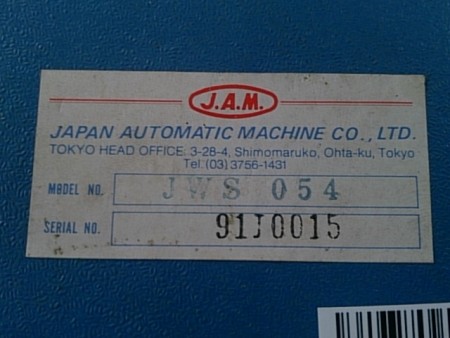 J.A.M.
JAPAN AUTOMATIC MACHINE CO., LTD.
TOKYO HEAD OFFICE: 3-28-4, Shimomaruko, Ohta-ku, Tokyo
Tel. (03) 3756-1431
MODEL NO. JWS 054
SERIAL NO. 91J0015